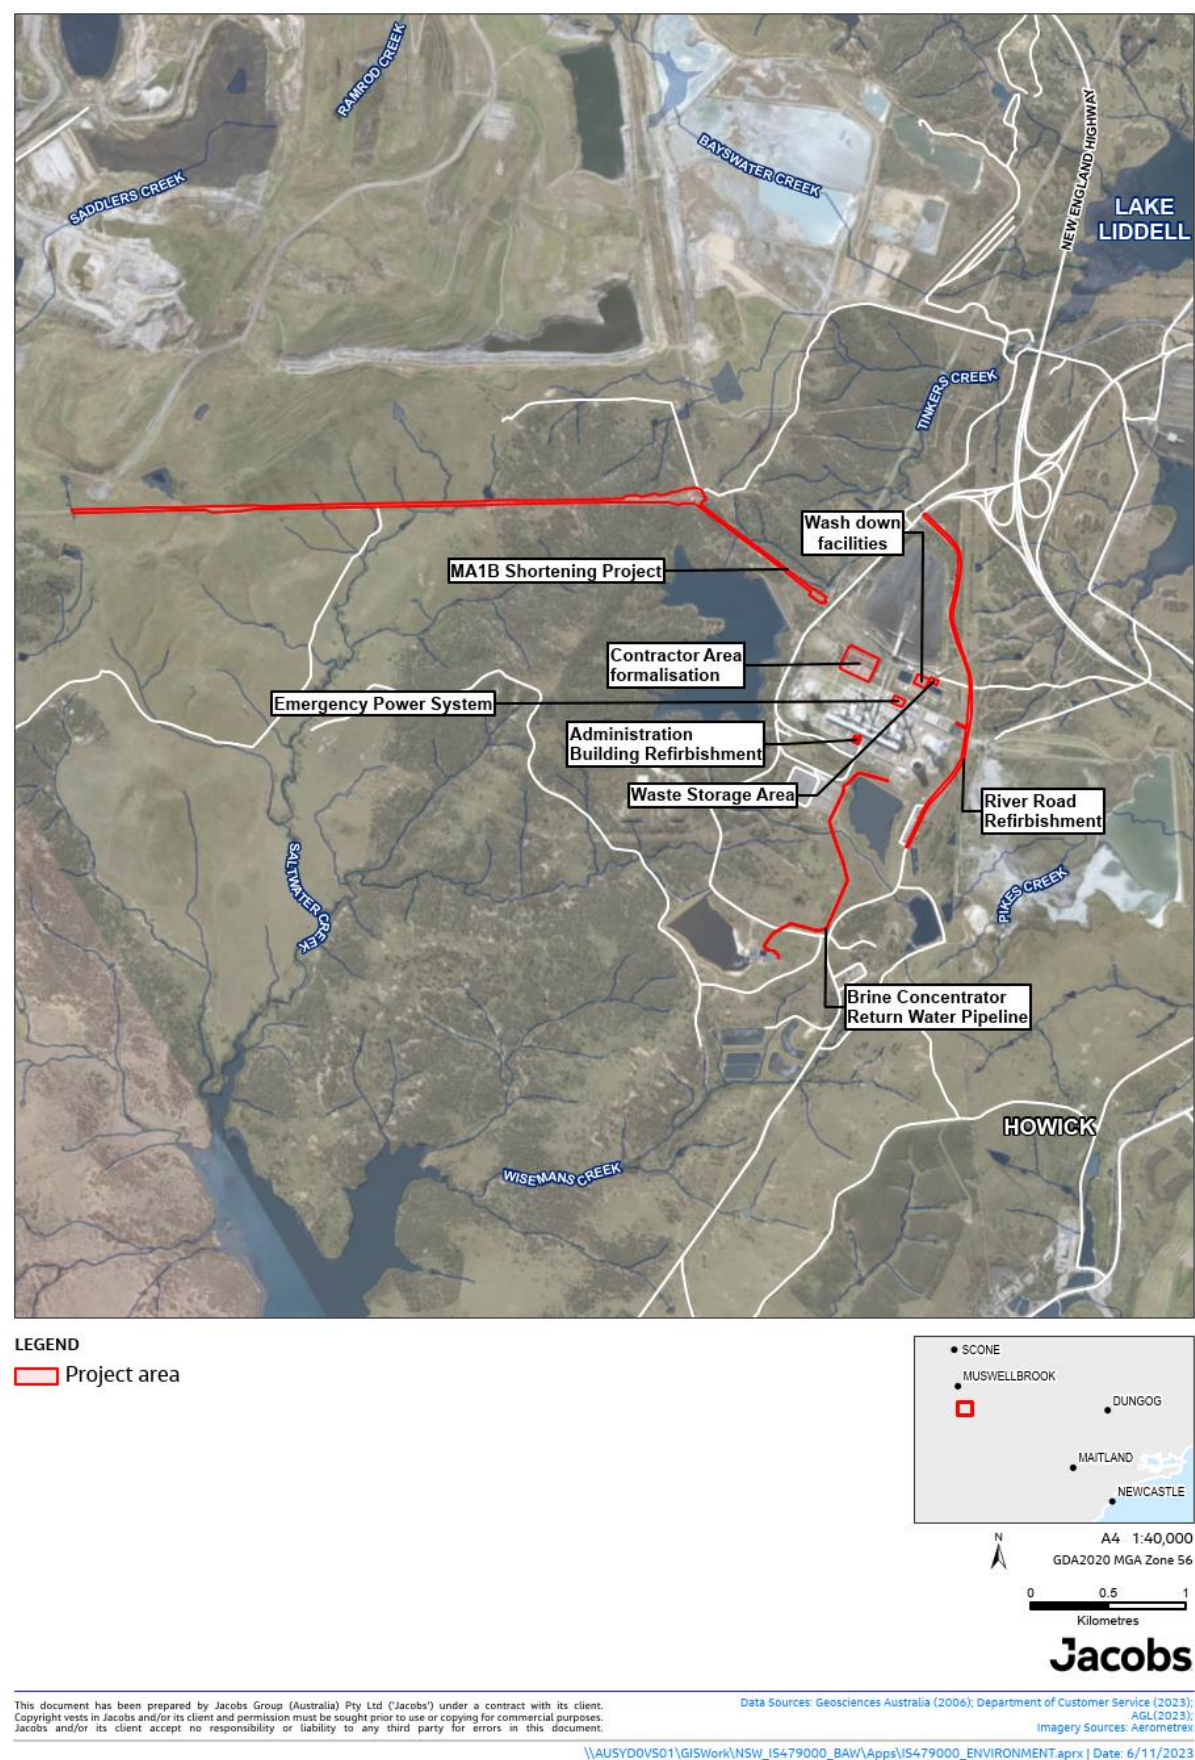 RAMROD CREEK
SADDLERS CREEK
BAYSWATER CREEK
NEW ENGLAND HIGHWAY
LAKE
LIDDELL
TINKERS CREEK
Wash down
facilities
MA1B Shortening Project
Contractor Area
formalisation
Emergency Power System
Administration
Building Refirbishment
Waste Storage Area
River Road
Refirbishment
SALTWATER CREEK
PIKES CREEK
Brine Concentrator
Return Water Pipeline
HOWICK
WISEMANS CREEK
LEGEND
Project area
SCONE
MUSWELLBROOK
DUNGOG
MAITLAND
NEWCASTLE
N
A4 1:40,000
GDA2020 MGA Zone 56
0 0.5 1
Kilometres
Jacobs
This document has been prepared by Jacobs Group (Australia) Pty Ltd ('Jacobs') under a contract with its client.
Copyright vests in Jacobs and/or its client and permission must be sought prior to use or copying for commercial purposes.
Jacobs and/or its client accept no responsibility or liability to any third party for errors in this document.
Data Sources: Geosciences Australia (2006); Department of Customer Service (2023);
AGL(2023);
Imagery Sources: Aerometrex
\\AUSYD0VS01\GISWork\NSW_IS479000_BAW\Apps\IS479000_ENVIRONMENT.aprx | Date: 6/11/2023